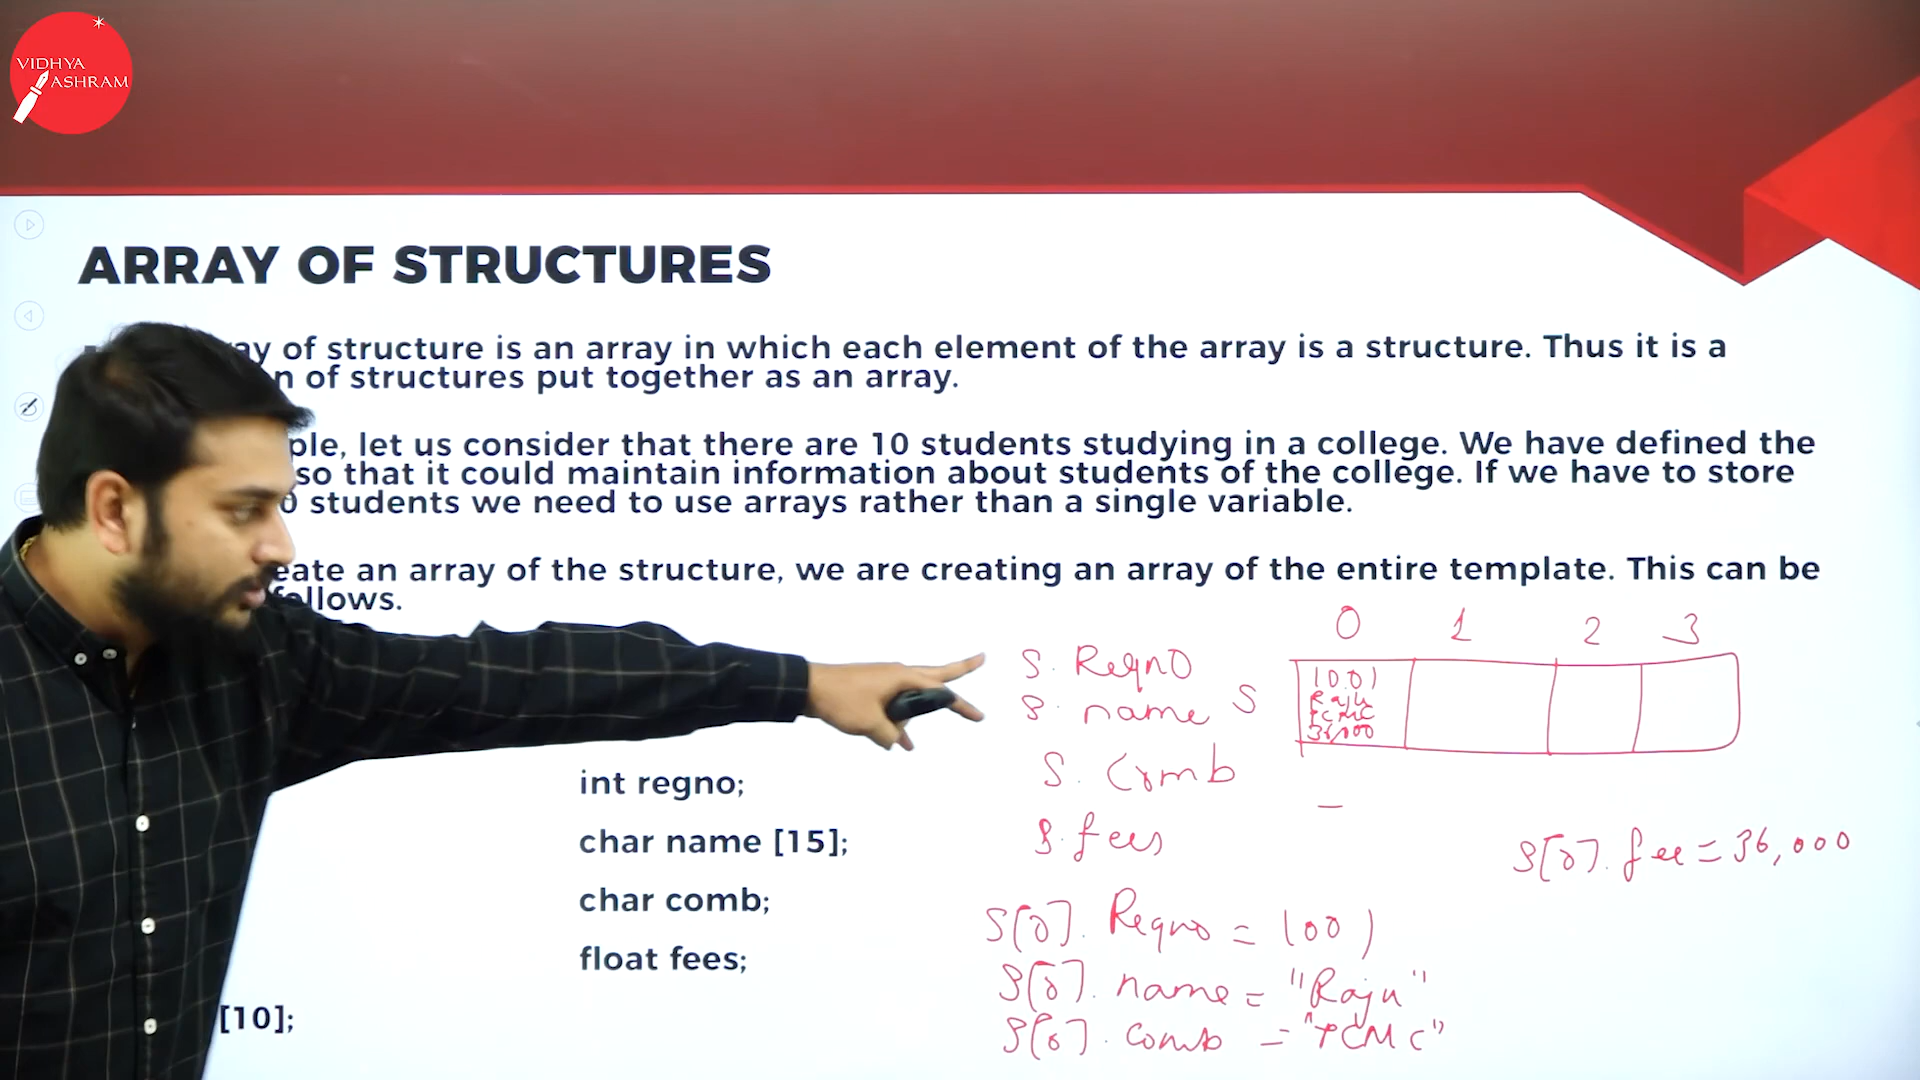 VIDHYA
ASHRAM
ARRAY OF STRUCTURES
of structure is an array in which each element of the array is a structure. Thus it is a
of structures put together as an array.
let us consider that there are 10 students studying in a college. We have defined the
so that it could maintain information about students of the college. If we have to store
students we need to use arrays rather than a single variable.
an array of the structure, we are creating an array of the entire template. This can be
0 1 2 3
S. RegnO
S. name
S
1001
Raju
PCMC
36,000
S. Comb
int regno;
S. fees
char name [15];
S[0]. fee = 36,000
char comb;
S[0]. Regno = 1001
float fees;
S[0]. name = "Raju"
[10];
S[0]. comb = "PCMC"